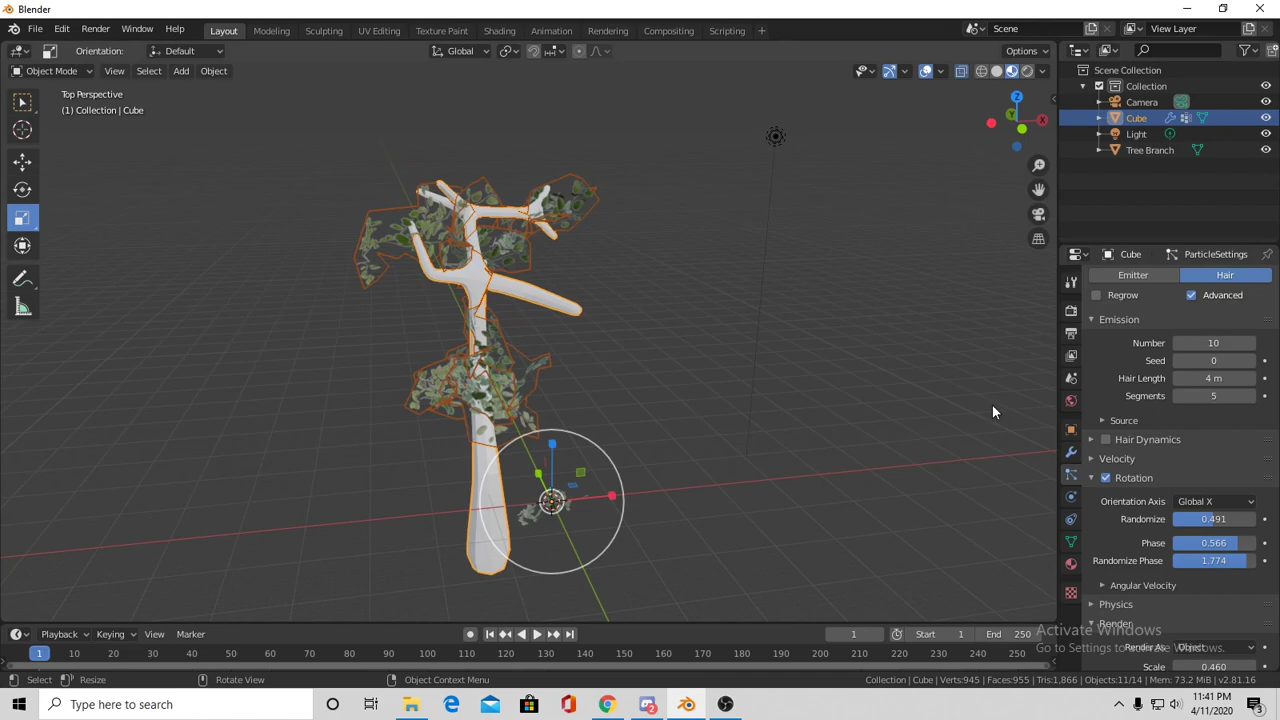 Blender
File Edit Render Window Help
Layout Modeling Sculpting UV Editing Texture Paint Shading Animation Rendering Compositing Scripting +
Scene
View Layer
Orientation: Default
Global
Options
Object Mode View Select Add Object
Top Perspective
(1) Collection | Cube
Z
Y
X
Scene Collection
Collection
Camera
Cube
Light
Tree Branch
Cube ParticleSettings
Emitter Hair
Regrow Advanced
Emission
Number 10
Seed 0
Hair Length 4 m
Segments 5
Source
Hair Dynamics
Velocity
Rotation
Orientation Axis Global X
Randomize 0.491
Phase 0.566
Randomize Phase 1.774
Angular Velocity
Physics
Render
Render As Object
Scale 0.460
Activate Windows
Go to Settings to activate Windows.
Playback Keying View Marker
1 Start 1 End 250
1 10 20 30 40 50 60 70 80 90 100 110 120 130 140 150 160 170 180 190 200 210 220 230 240 250
Select Resize Rotate View Object Context Menu
Collection | Cube | Verts:945 | Faces:955 | Tris:1,866 | Objects:11/14 | Mem: 73.2 MiB | v2.81.16
Type here to search
2
11:41 PM
4/11/2020
3